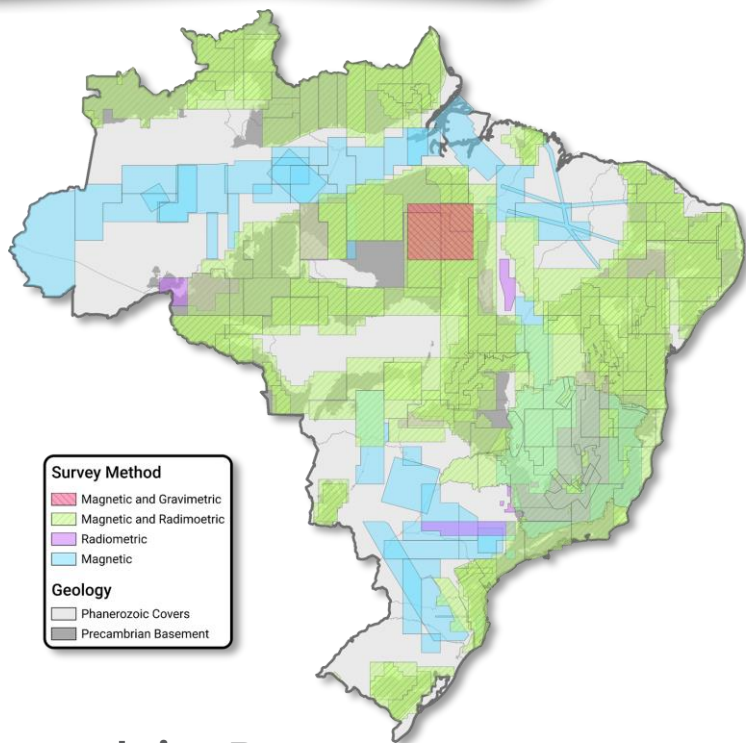 Survey Method
Magnetic and Gravimetric
Magnetic and Radimoetric
Radiometric
Magnetic
Geology
Phanerozoic Covers
Precambrian Basement